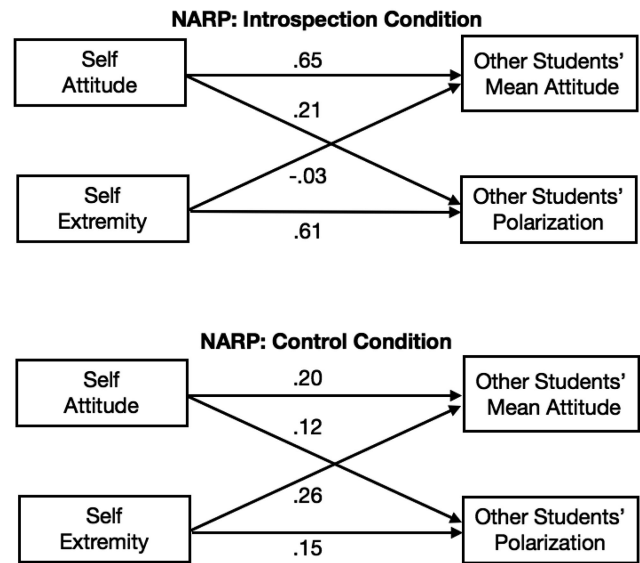 NARP: Introspection Condition
Self
Attitude
.65
Other Students'
Mean Attitude
.21
Self
Extremity
-.03
Other Students'
Polarization
.61
NARP: Control Condition
Self
Attitude
.20
Other Students'
Mean Attitude
.12
Self
Extremity
.26
Other Students'
Polarization
.15